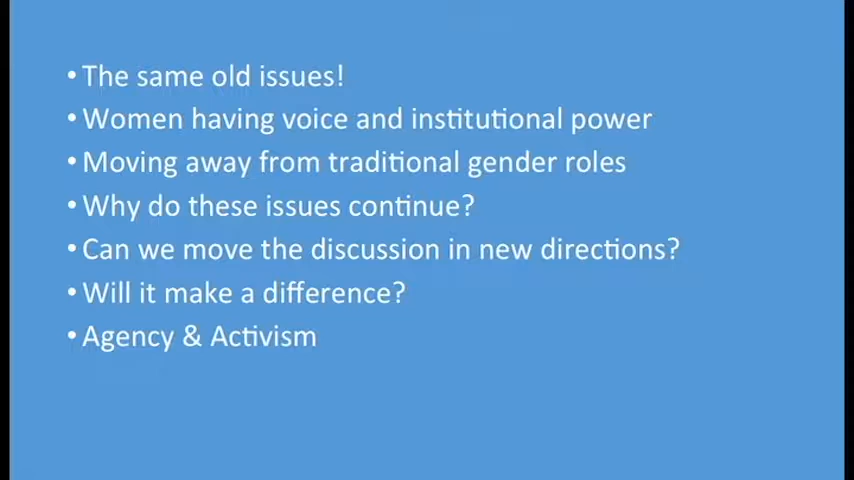 • The same old issues!
• Women having voice and institutional power
• Moving away from traditional gender roles
• Why do these issues continue?
• Can we move the discussion in new directions?
• Will it make a difference?
• Agency & Activism